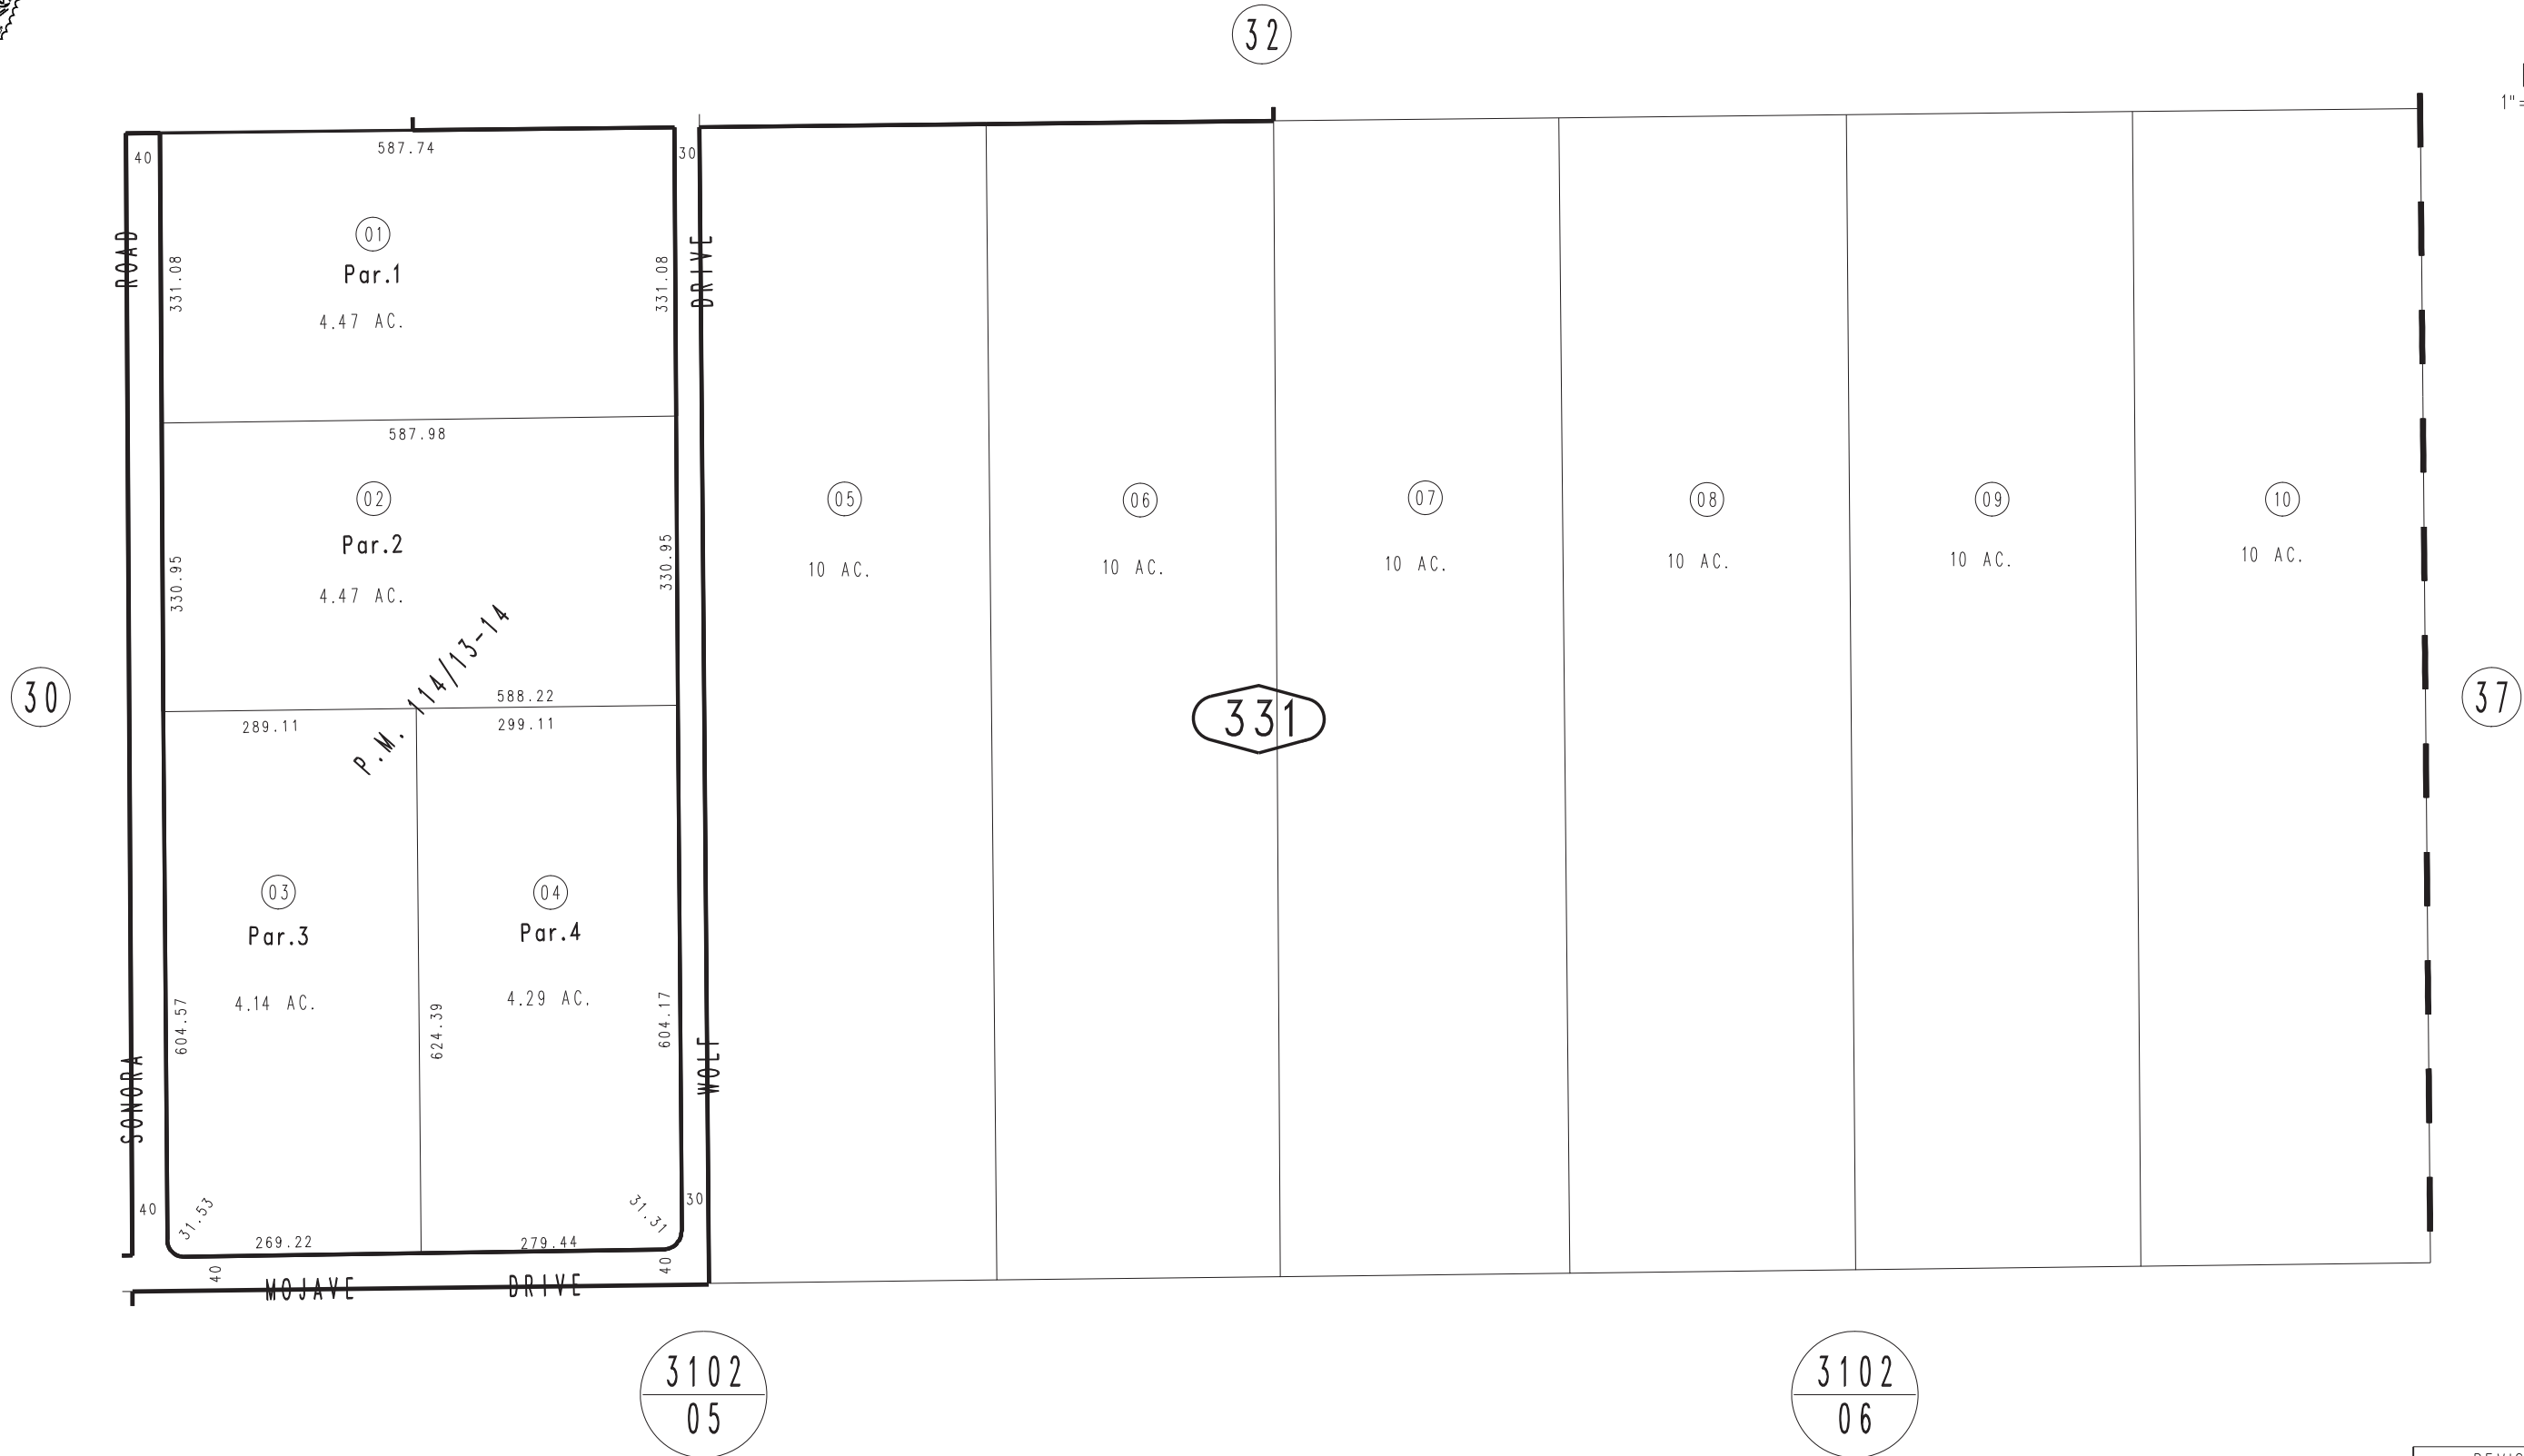 32
1"=
40
587.74
30
ROAD
01
Par.1
4.47 AC.
331.08
331.08
DRIVE
587.98
02
Par.2
4.47 AC.
330.95
330.95
P.M. 114/13-14
05
10 AC.
06
10 AC.
07
10 AC.
08
10 AC.
09
10 AC.
10
10 AC.
30
331
37
588.22
289.11
299.11
03
Par.3
4.14 AC.
04
Par.4
4.29 AC.
604.57
624.39
604.17
SONORA
WOLF
40
31.53
31.31
30
269.22
279.44
40
40
MOJAVE DRIVE
3102
05
3102
06